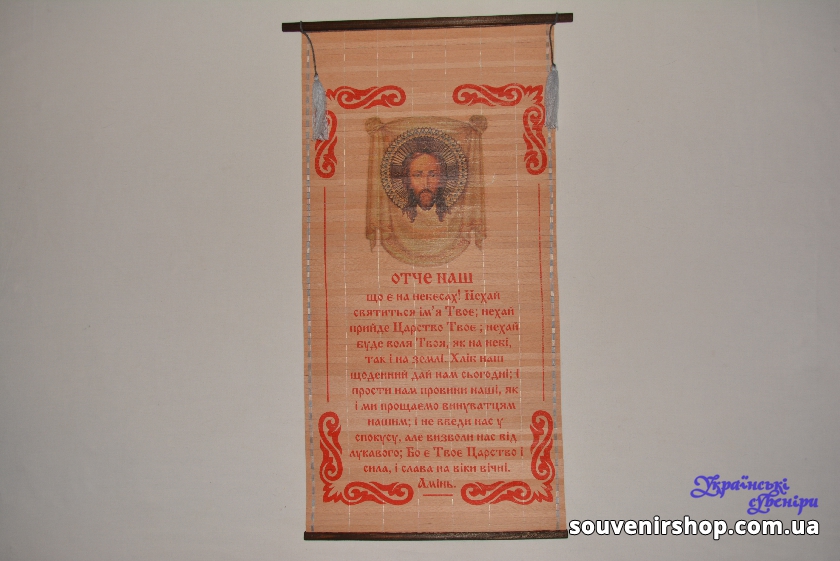 ОТЧЕ НАШ
що є на небесах! Нехай
святиться ім'я Твоє; нехай
прийде Царство Твоє ; нехай
буде воля Твоя, як на небі,
так і на землі. Хліб наш
щоденний дай нам сьогодні; і
прости нам провини наші, як
і ми прощаємо винуватцям
нашим; і не введи нас у
спокусу, але визволи нас від
лукавого; Бо є Твоє Царство і
сила, і слава на віки вічні.
Амінь.
Українські
сувеніри
souvenirshop.com.ua